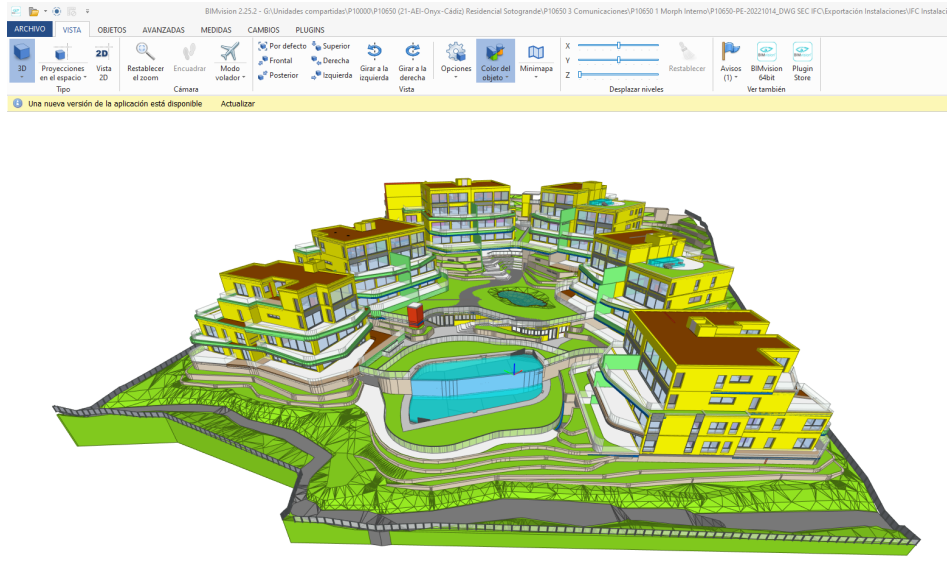 BIMvision 2.25.2 - G:\Unidades compartidas\P10000\P10650 (21-AEI-Onyx-Cádiz) Residencial Sotogrande\P10650 3 Comunicaciones\P10650 1 Morph Interno\P10650-PE-20221014_DWG SEC IFC\Exportación Instalaciones\IFC Instalaci
ARCHIVO VISTA OBJETOS AVANZADAS MEDIDAS CAMBIOS PLUGINS
3D
Proyecciones en el espacio
2D
Vista 2D
Tipo
Restablecer el zoom
Encuadrar
Modo volador
Cámara
Por defecto
Frontal
Posterior
Superior
Derecha
Izquierda
Girar a la izquierda
Girar a la derecha
Opciones
Color del objeto
Minimapa
Vista
X
Y
Z
Restablecer
Desplazar niveles
Avisos (1)
BIMvision 64bit
Plugin Store
Ver también
Una nueva versión de la aplicación está disponible Actualizar